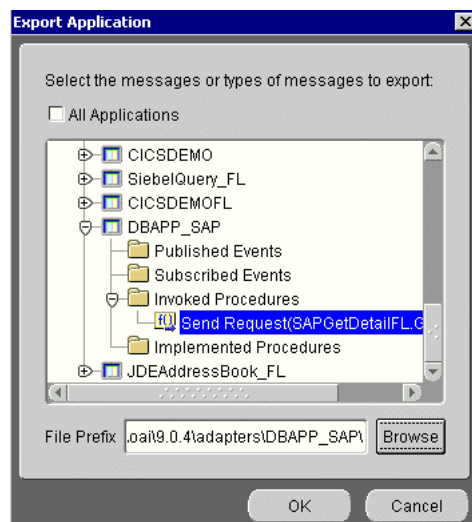 Export Application
Select the messages or types of messages to export:
All Applications
CICSDEMO
SiebelQuery_FL
CICSDEMOFL
DBAPP_SAP
Published Events
Subscribed Events
Invoked Procedures
Send Request(SAPGetDetailFL.G
Implemented Procedures
JDEAddressBook_FL
File Prefix .oai\9.0.4\adapters\DBAPP_SAP\ Browse
OK Cancel